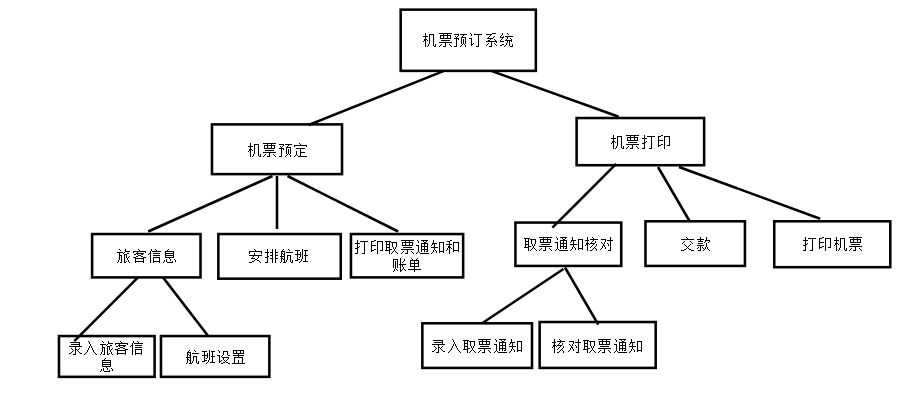 机票预订系统
机票预定
机票打印
旅客信息
安排航班
打印取票通知和
账单
取票通知核对
交款
打印机票
录入旅客信
息
航班设置
录入取票通知
核对取票通知